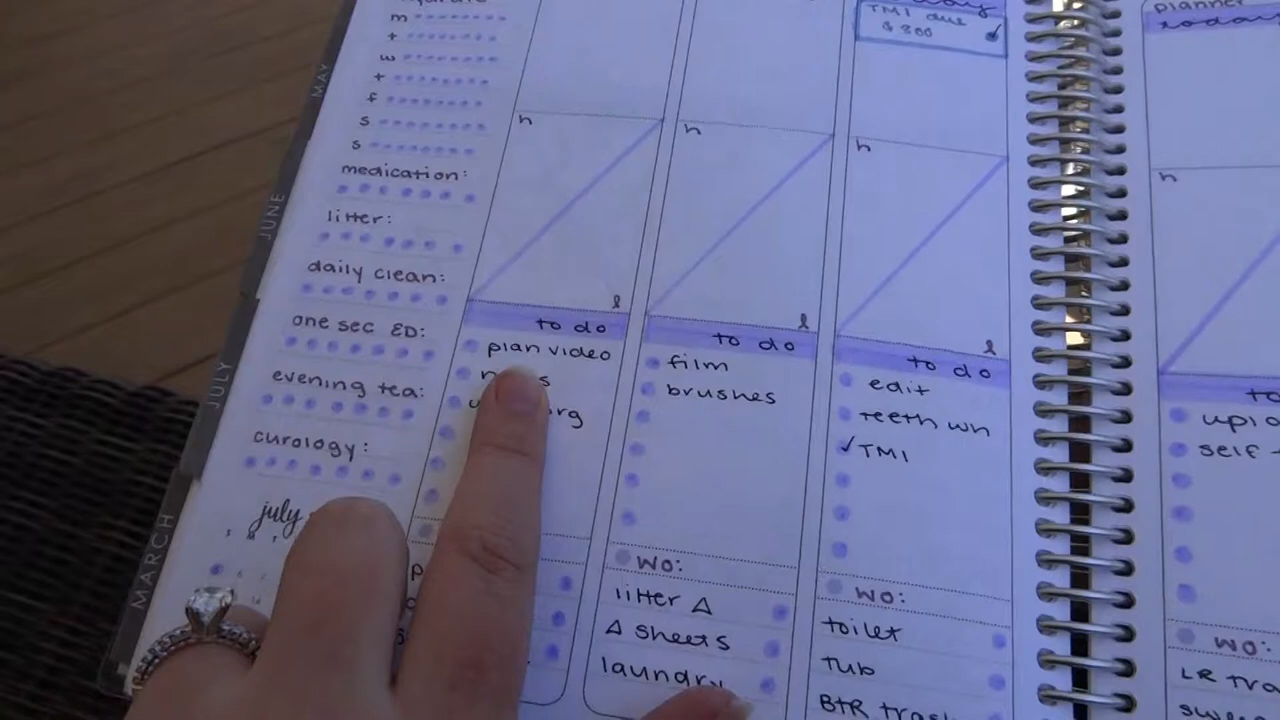 m
t
w
t
f
s
s
medication:
litter:
daily clean:
one sec ED:
evening tea:
curology:
july
MAY
JUNE
JULY
MARCH
h
l
to do
plan video
h
l
to do
film
brushes
WO:
litter Δ
Δ sheets
laundry
TMI due
$ 800
h
l
to do
edit
teeth wh
✓ TMI
WO:
toilet
Tub
BTR
planner
h
self
WO:
LR